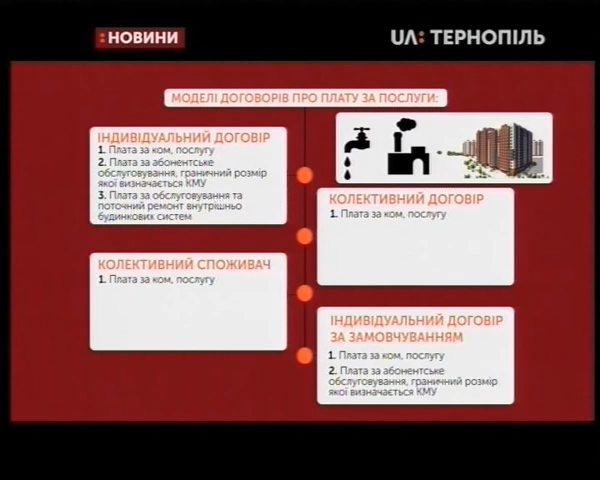 :НОВИНИ
UA: ТЕРНОПІЛЬ
МОДЕЛІ ДОГОВОРІВ ПРО ПЛАТУ ЗА ПОСЛУГИ:
ІНДИВІДУАЛЬНИЙ ДОГОВІР
1. Плата за ком, послугу
2. Плата за абонентське
обслуговування, граничний розмір
якої визначається КМУ
3. Плата за обслуговування та
поточний ремонт внутрішньо
будинкових систем
КОЛЕКТИВНИЙ ДОГОВІР
1. Плата за ком, послугу
КОЛЕКТИВНИЙ СПОЖИВАЧ
1. Плата за ком, послугу
ІНДИВІДУАЛЬНИЙ ДОГОВІР
ЗА ЗАМОВЧУВАННЯМ
1. Плата за ком, послугу
2. Плата за абонентське
обслуговування, граничний розмір
якої визначається КМУ